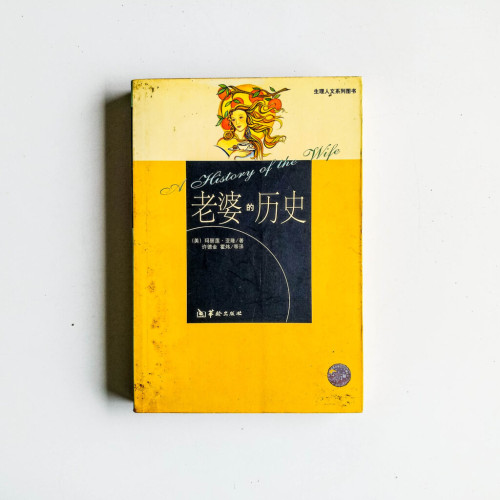 生理人文系列图书
A History of the Wife
老婆的历史
(美) 玛丽莲·亚隆/著
许德金 霍炜/等译
华龄出版社